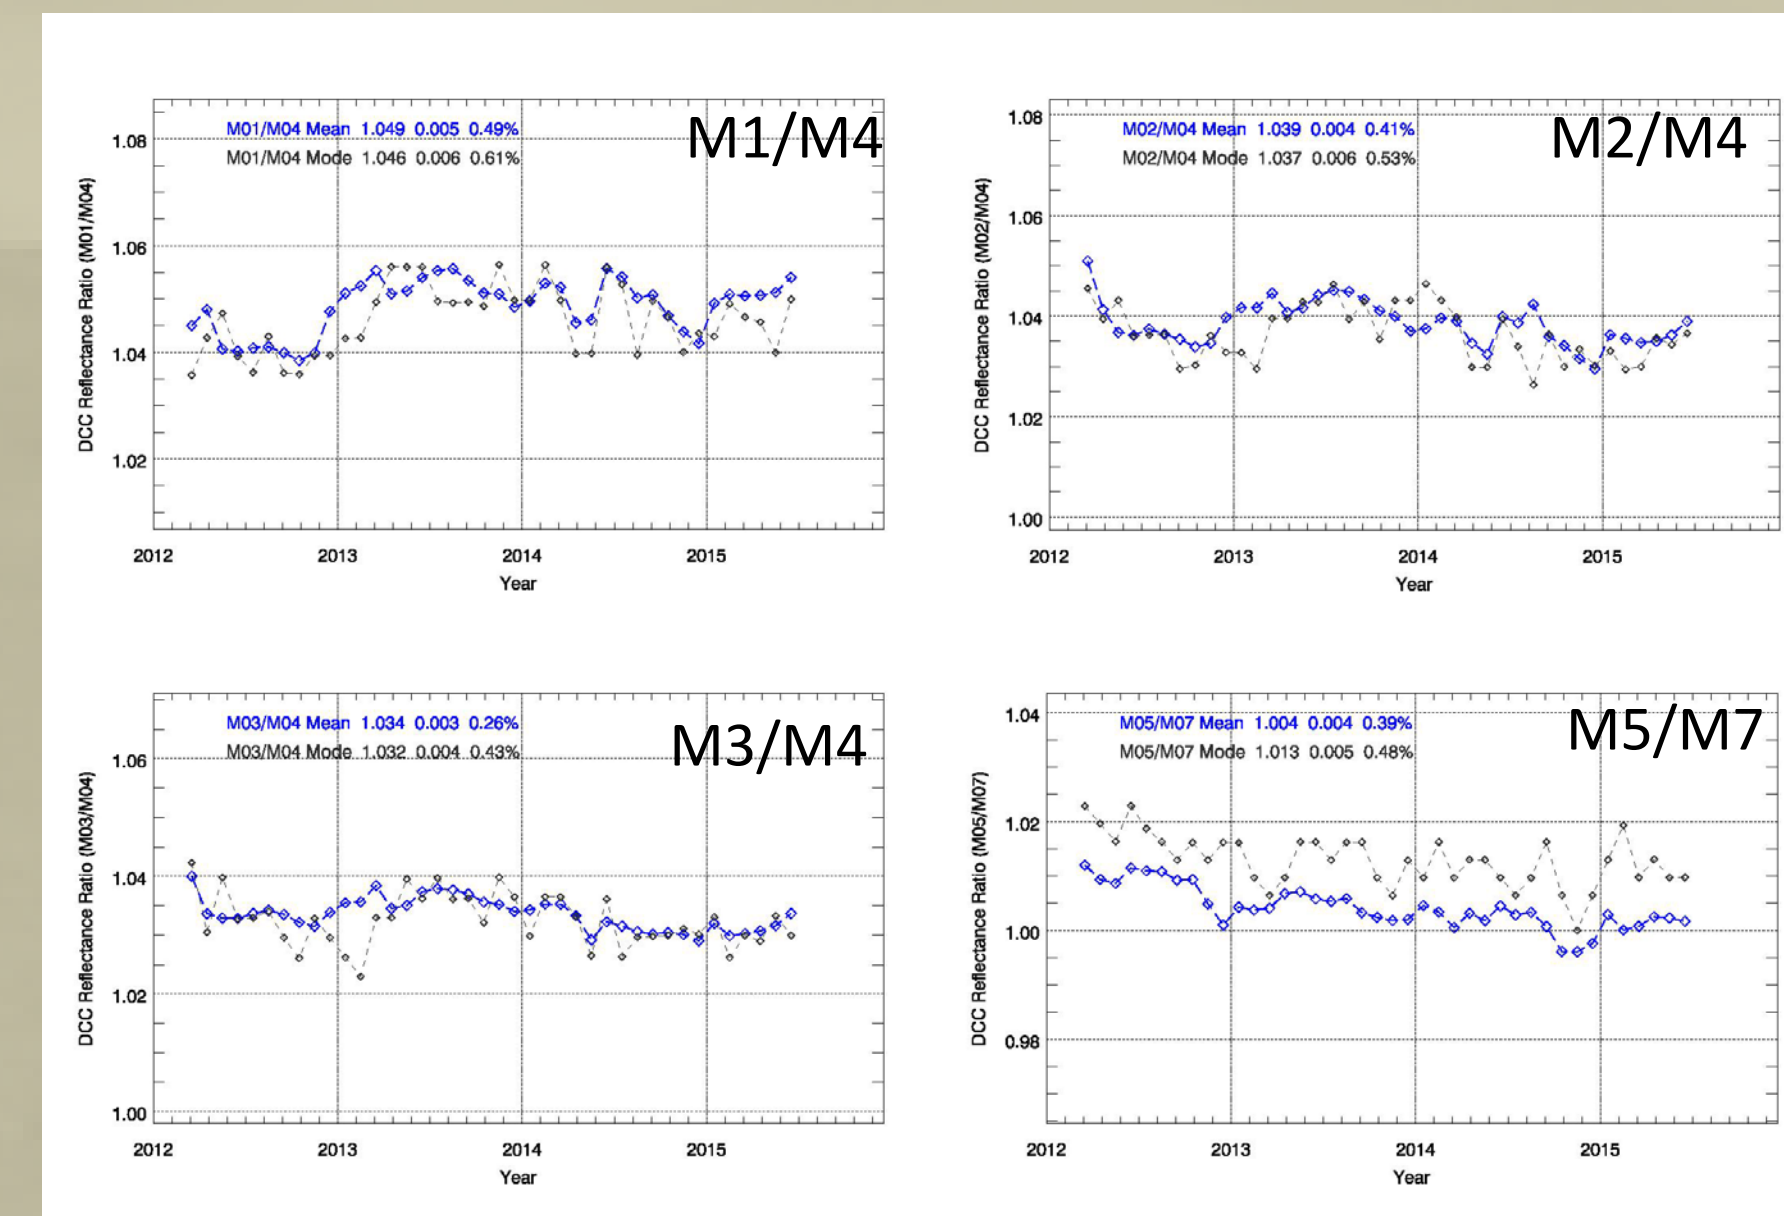 M1/M4
M01/M04 Mean 1.049 0.005 0.49%
M01/M04 Mode 1.046 0.006 0.61%
DCC Reflectance Ratio (M01/M04)
1.08
1.06
1.04
1.02
2012 2013 2014 2015
Year
M2/M4
M02/M04 Mean 1.039 0.004 0.41%
M02/M04 Mode 1.037 0.006 0.53%
DCC Reflectance Ratio (M02/M04)
1.08
1.06
1.04
1.02
1.00
2012 2013 2014 2015
Year
M3/M4
M03/M04 Mean 1.034 0.003 0.26%
M03/M04 Mode 1.032 0.004 0.43%
DCC Reflectance Ratio (M03/M04)
1.06
1.04
1.02
1.00
2012 2013 2014 2015
Year
M5/M7
M05/M07 Mean 1.004 0.004 0.39%
M05/M07 Mode 1.013 0.005 0.48%
DCC Reflectance Ratio (M05/M07)
1.04
1.02
1.00
0.98
2012 2013 2014 2015
Year